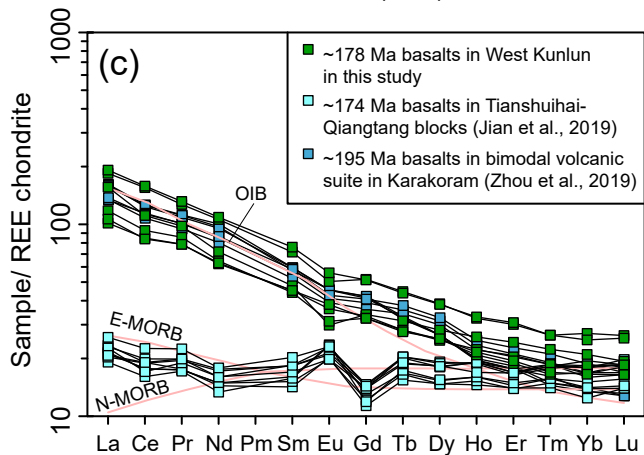 1000
100
10
Sample/ REE chondrite
(c)
~178 Ma basalts in West Kunlun
in this study
~174 Ma basalts in Tianshuihai-
Qiangtang blocks (Jian et al., 2019)
~195 Ma basalts in bimodal volcanic
suite in Karakoram (Zhou et al., 2019)
OIB
E-MORB
N-MORB
La Ce Pr Nd Pm Sm Eu Gd Tb Dy Ho Er Tm Yb Lu